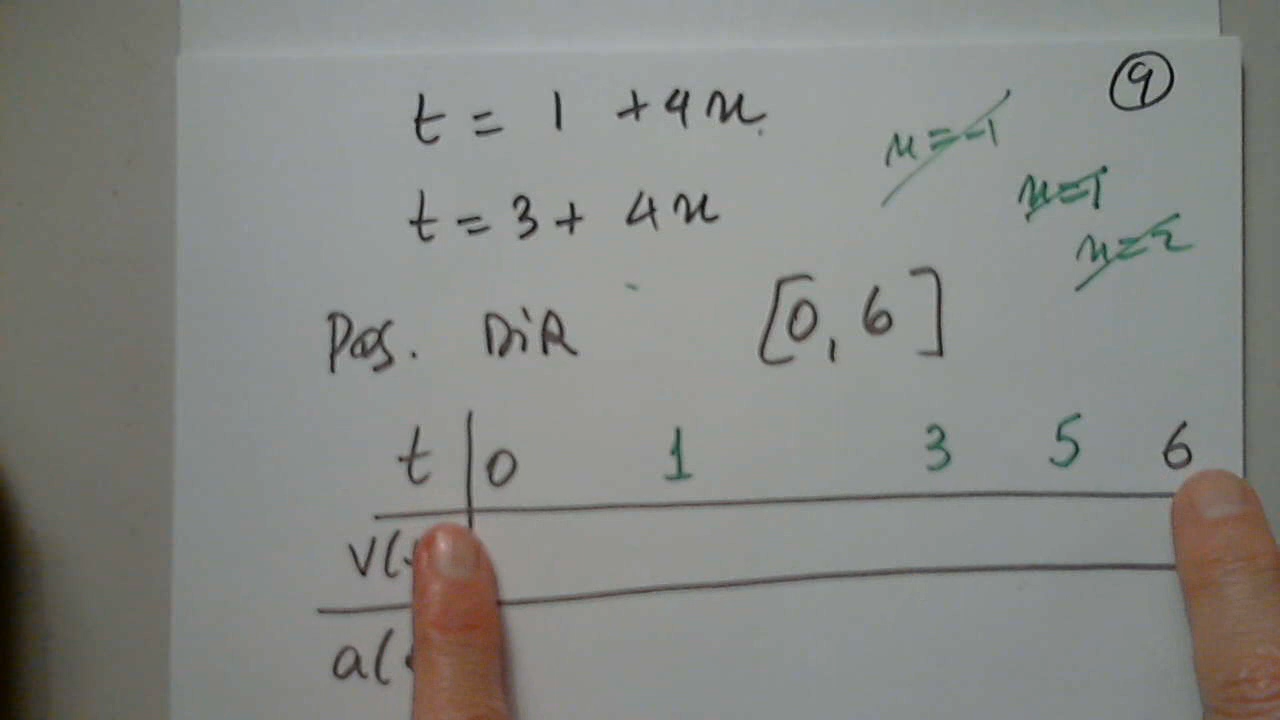 9
t = 1 + 4n
n = -1
n = 1
t = 3 + 4n
n = 2
Pos. DiR [0, 6]
t 0 1 3 5 6
v(
a(